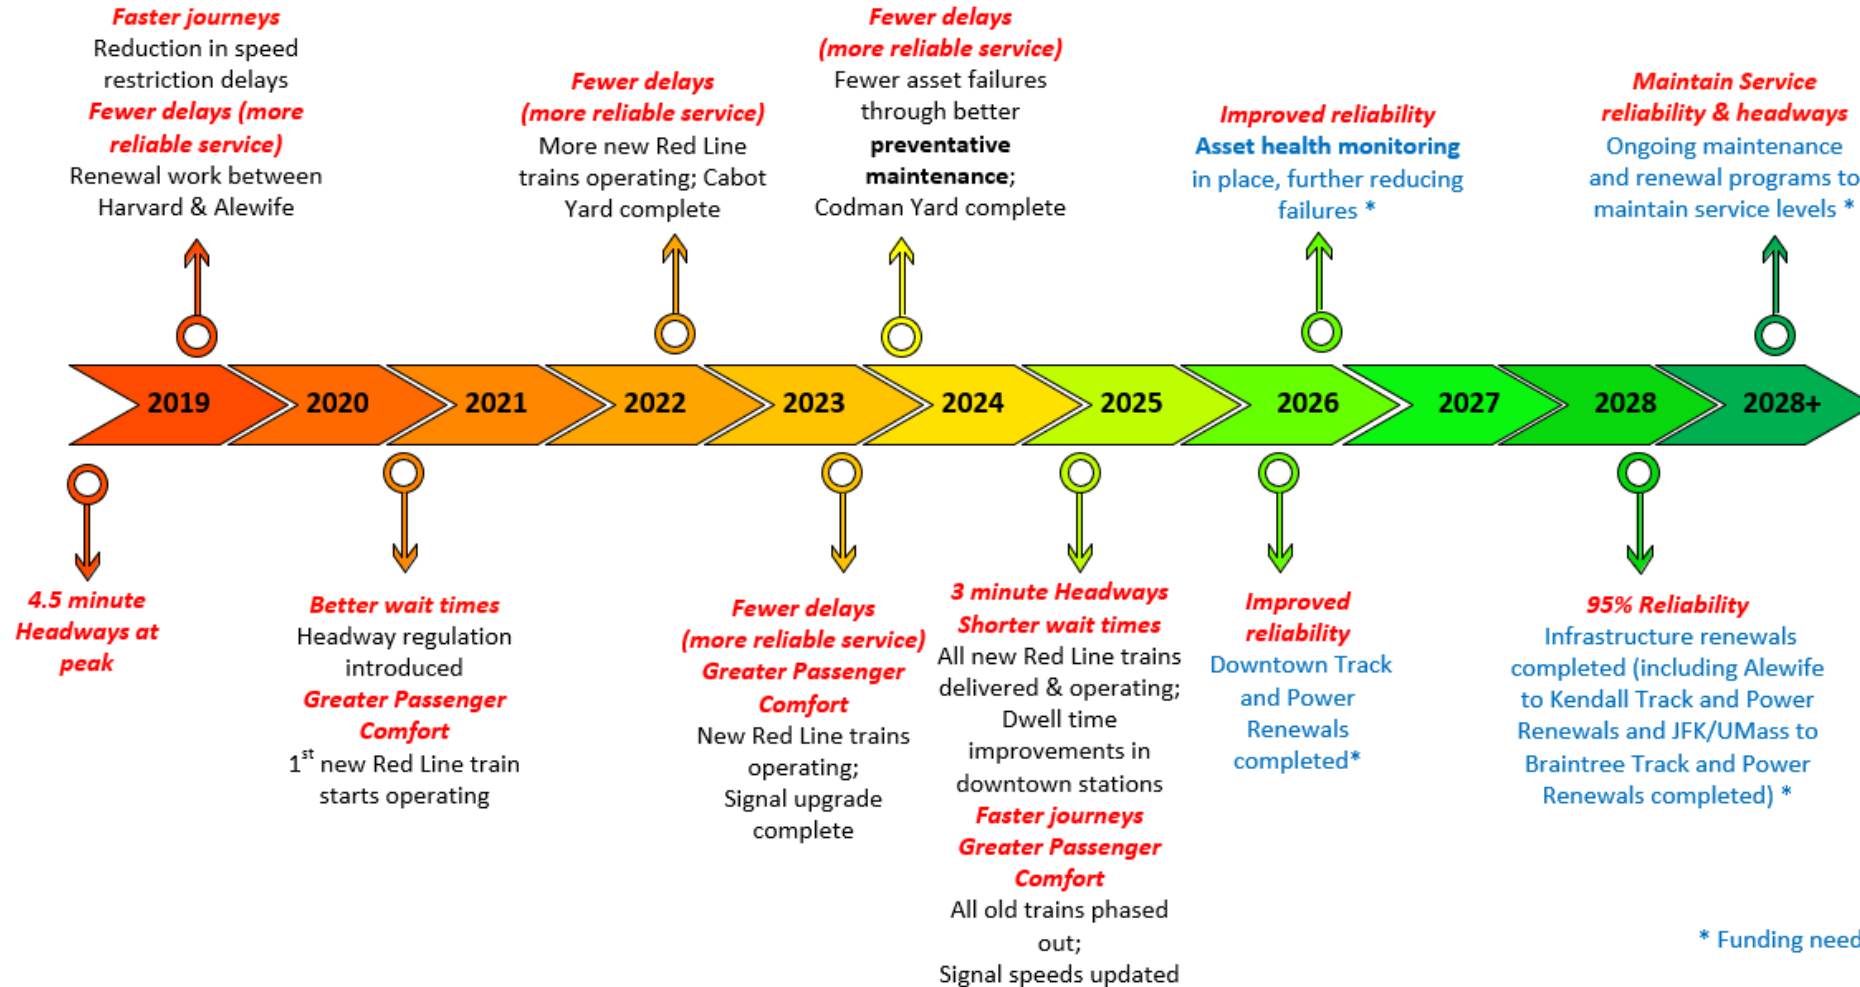 Faster journeys
Reduction in speed
restriction delays
Fewer delays (more
reliable service)
Renewal work between
Harvard & Alewife
Fewer delays
(more reliable service)
More new Red Line
trains operating; Cabot
Yard complete
Fewer delays
(more reliable service)
Fewer asset failures
through better
preventative
maintenance;
Codman Yard complete
Improved reliability
Asset health monitoring
in place, further reducing
failures *
Maintain Service
reliability & headways
Ongoing maintenance
and renewal programs to
maintain service levels *
2019
2020
2021
2022
2023
2024
2025
2026
2027
2028
2028+
4.5 minute
Headways at
peak
Better wait times
Headway regulation
introduced
Greater Passenger
Comfort
1st new Red Line train
starts operating
Fewer delays
(more reliable service)
Greater Passenger
Comfort
New Red Line trains
operating;
Signal upgrade
complete
3 minute Headways
Shorter wait times
All new Red Line trains
delivered & operating;
Dwell time
improvements in
downtown stations
Faster journeys
Greater Passenger
Comfort
All old trains phased
out;
Signal speeds updated
Improved
reliability
Downtown Track
and Power
Renewals
completed*
95% Reliability
Infrastructure renewals
completed (including Alewife
to Kendall Track and Power
Renewals and JFK/UMass to
Braintree Track and Power
Renewals completed) *
* Funding need